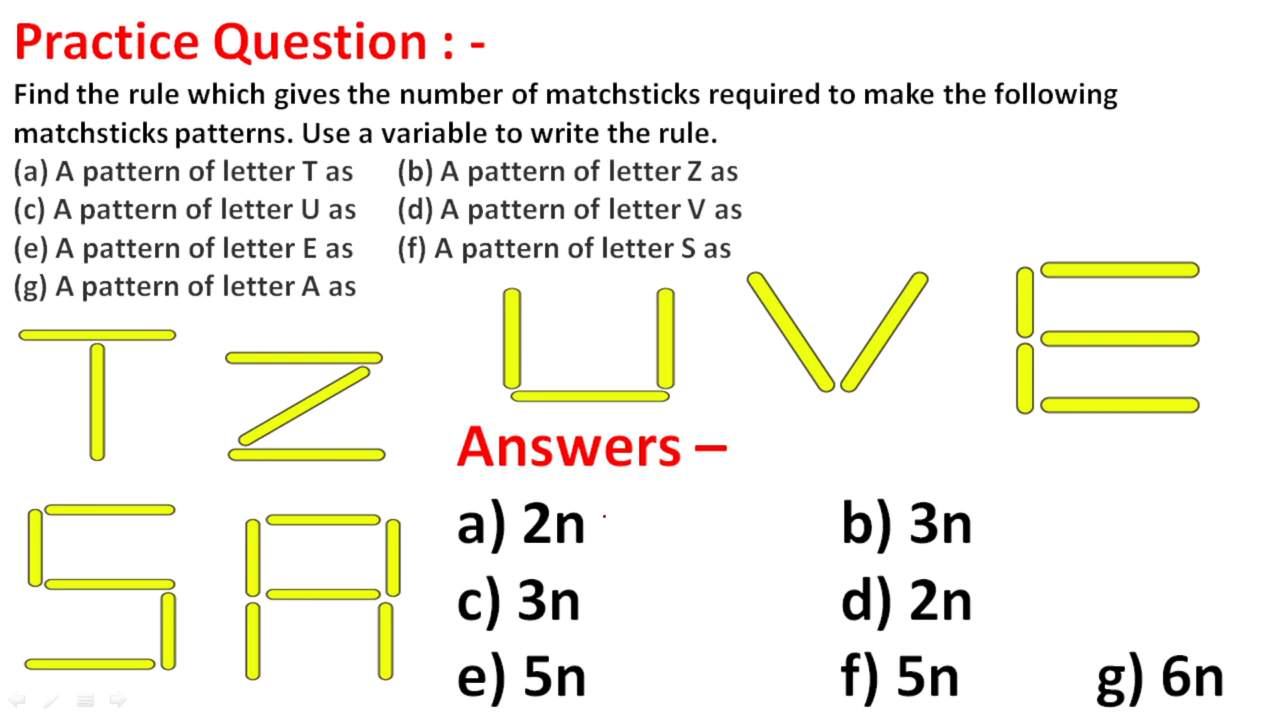 Practice Question : -
Find the rule which gives the number of matchsticks required to make the following
matchsticks patterns. Use a variable to write the rule.
(a) A pattern of letter T as (b) A pattern of letter Z as
(c) A pattern of letter U as (d) A pattern of letter V as
(e) A pattern of letter E as (f) A pattern of letter S as
(g) A pattern of letter A as
Answers –
a) 2n b) 3n
c) 3n d) 2n
e) 5n f) 5n g) 6n